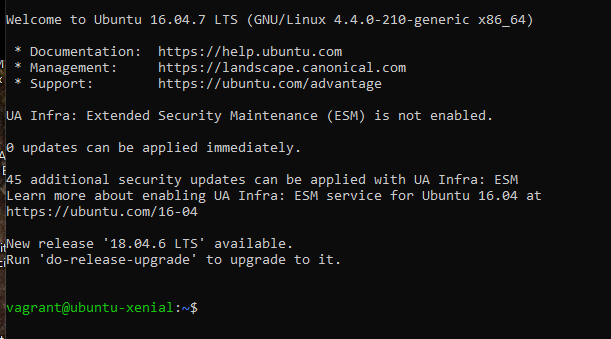 Welcome to Ubuntu 16.04.7 LTS (GNU/Linux 4.4.0-210-generic x86_64)
* Documentation:  https://help.ubuntu.com
* Management:     https://landscape.canonical.com
* Support:        https://ubuntu.com/advantage
UA Infra: Extended Security Maintenance (ESM) is not enabled.
0 updates can be applied immediately.
45 additional security updates can be applied with UA Infra: ESM
Learn more about enabling UA Infra: ESM service for Ubuntu 16.04 at
https://ubuntu.com/16-04
New release '18.04.6 LTS' available.
Run 'do-release-upgrade' to upgrade to it.
vagrant@ubuntu-xenial:~$